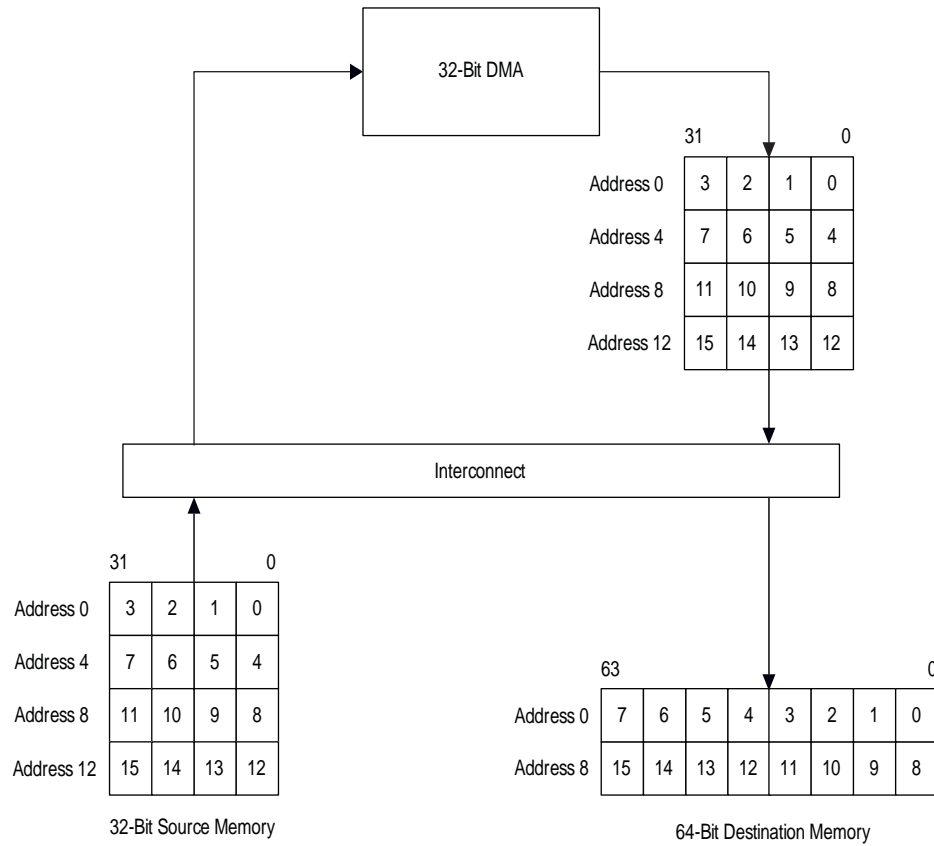 32-Bit DMA
31 0
Address 0 3 2 1 0
Address 4 7 6 5 4
Address 8 11 10 9 8
Address 12 15 14 13 12
Interconnect
31 0
Address 0 3 2 1 0
Address 4 7 6 5 4
Address 8 11 10 9 8
Address 12 15 14 13 12
32-Bit Source Memory
63 0
Address 0 7 6 5 4 3 2 1 0
Address 8 15 14 13 12 11 10 9 8
64-Bit Destination Memory